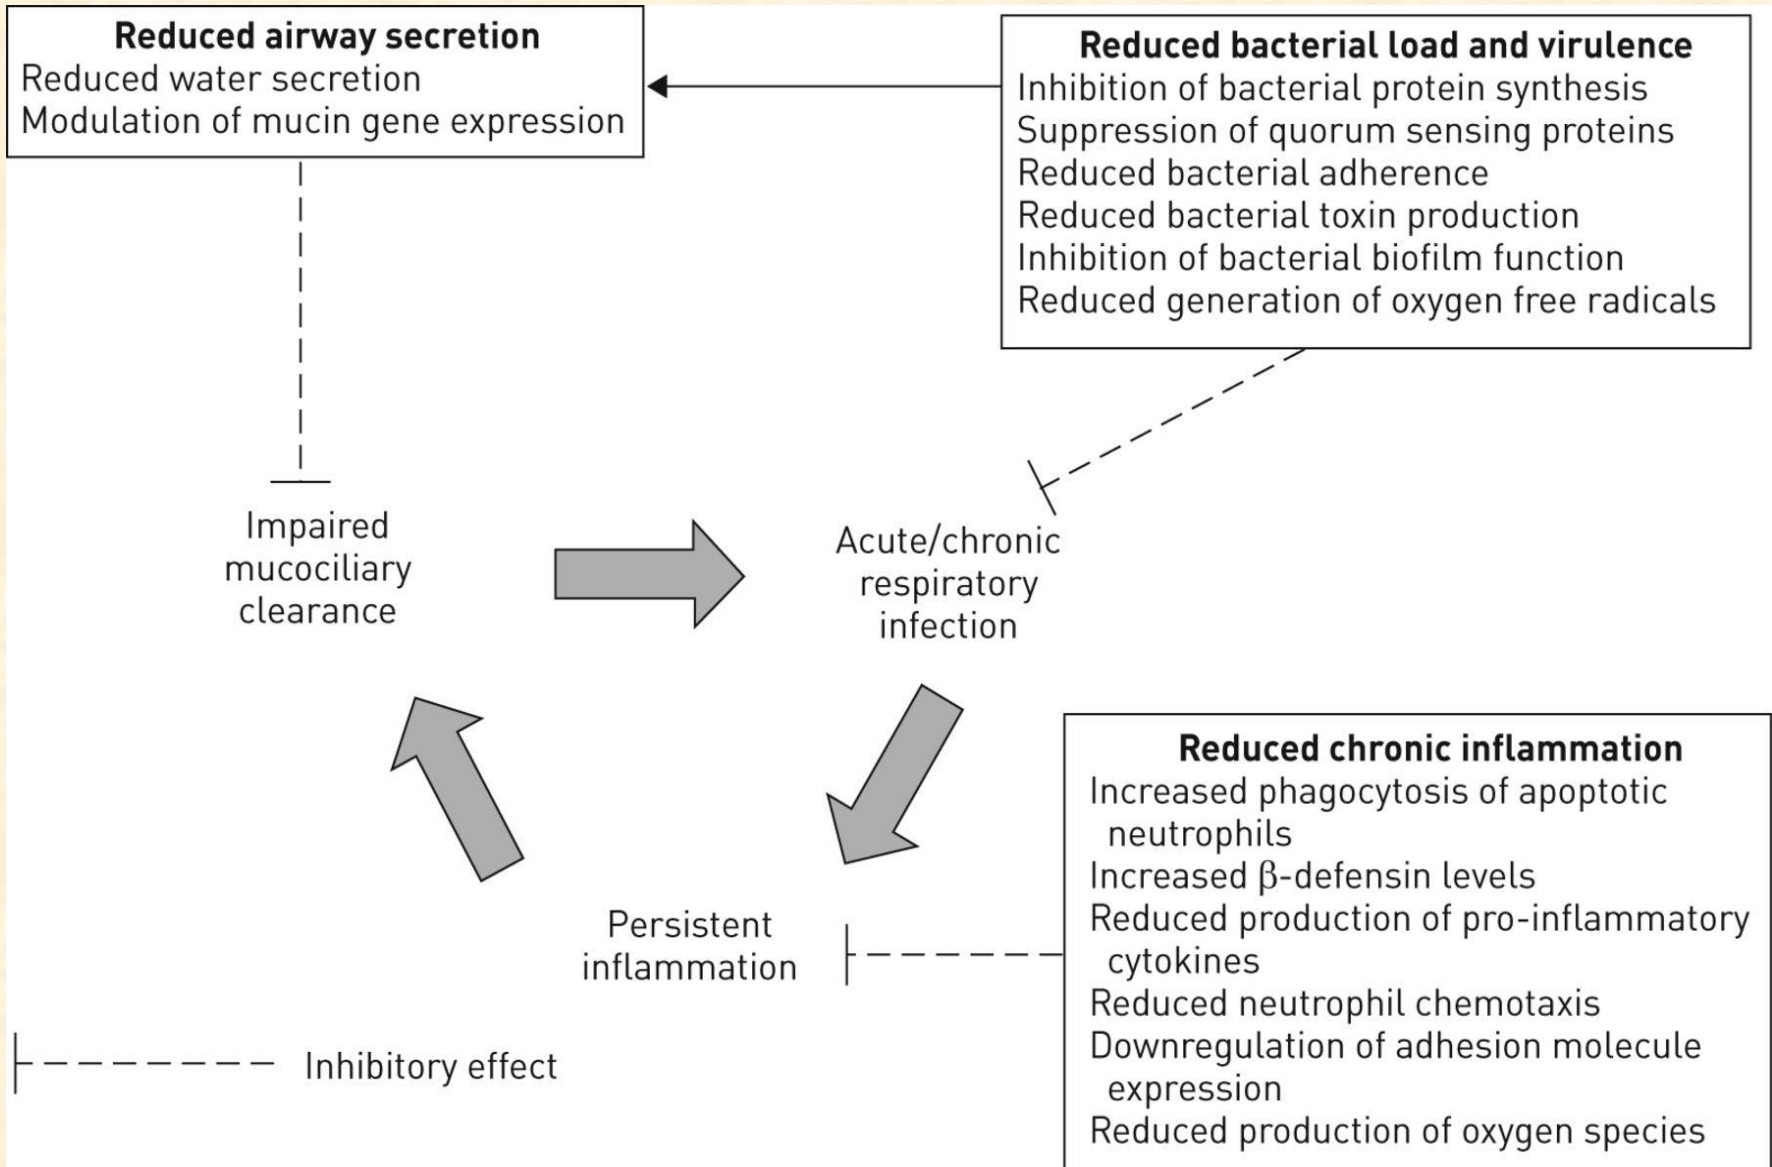 Reduced airway secretion
Reduced water secretion
Modulation of mucin gene expression
Reduced bacterial load and virulence
Inhibition of bacterial protein synthesis
Suppression of quorum sensing proteins
Reduced bacterial adherence
Reduced bacterial toxin production
Inhibition of bacterial biofilm function
Reduced generation of oxygen free radicals
Impaired
mucociliary
clearance
Acute/chronic
respiratory
infection
Persistent
inflammation
Reduced chronic inflammation
Increased phagocytosis of apoptotic
neutrophils
Increased β-defensin levels
Reduced production of pro-inflammatory
cytokines
Reduced neutrophil chemotaxis
Downregulation of adhesion molecule
expression
Reduced production of oxygen species
Inhibitory effect